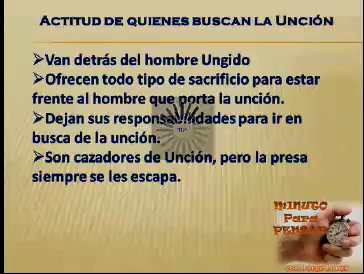 ACTITUD DE QUIENES BUSCAN LA UNCIÓN
➢Van detrás del hombre Ungido
➢Ofrecen todo tipo de sacrificio para estar
frente al hombre que porta la unción.
➢Dejan sus responsabilidades para ir en
busca de la unción.
➢Son cazadores de Unción, pero la presa
siempre se les escapa.
MINUTO
Para
PENSAR